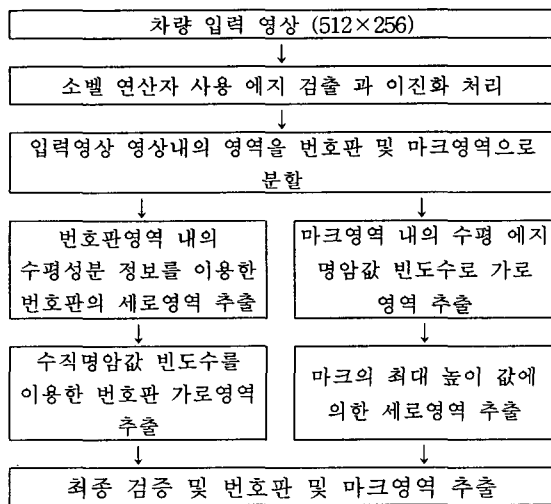 차량 입력 영상 (512×256)
소벨 연산자 사용 에지 검출 과 이진화 처리
입력영상 영상내의 영역을 번호판 및 마크영역으로
분할
번호판영역 내의
수평성분 정보를 이용한
번호판의 세로영역 추출
마크영역 내의 수평 에지
명암값 빈도수로 가로
영역 추출
수직명암값 빈도수를
이용한 번호판 가로영역
추출
마크의 최대 높이 값에
의한 세로영역 추출
최종 검증 및 번호판 및 마크영역 추출